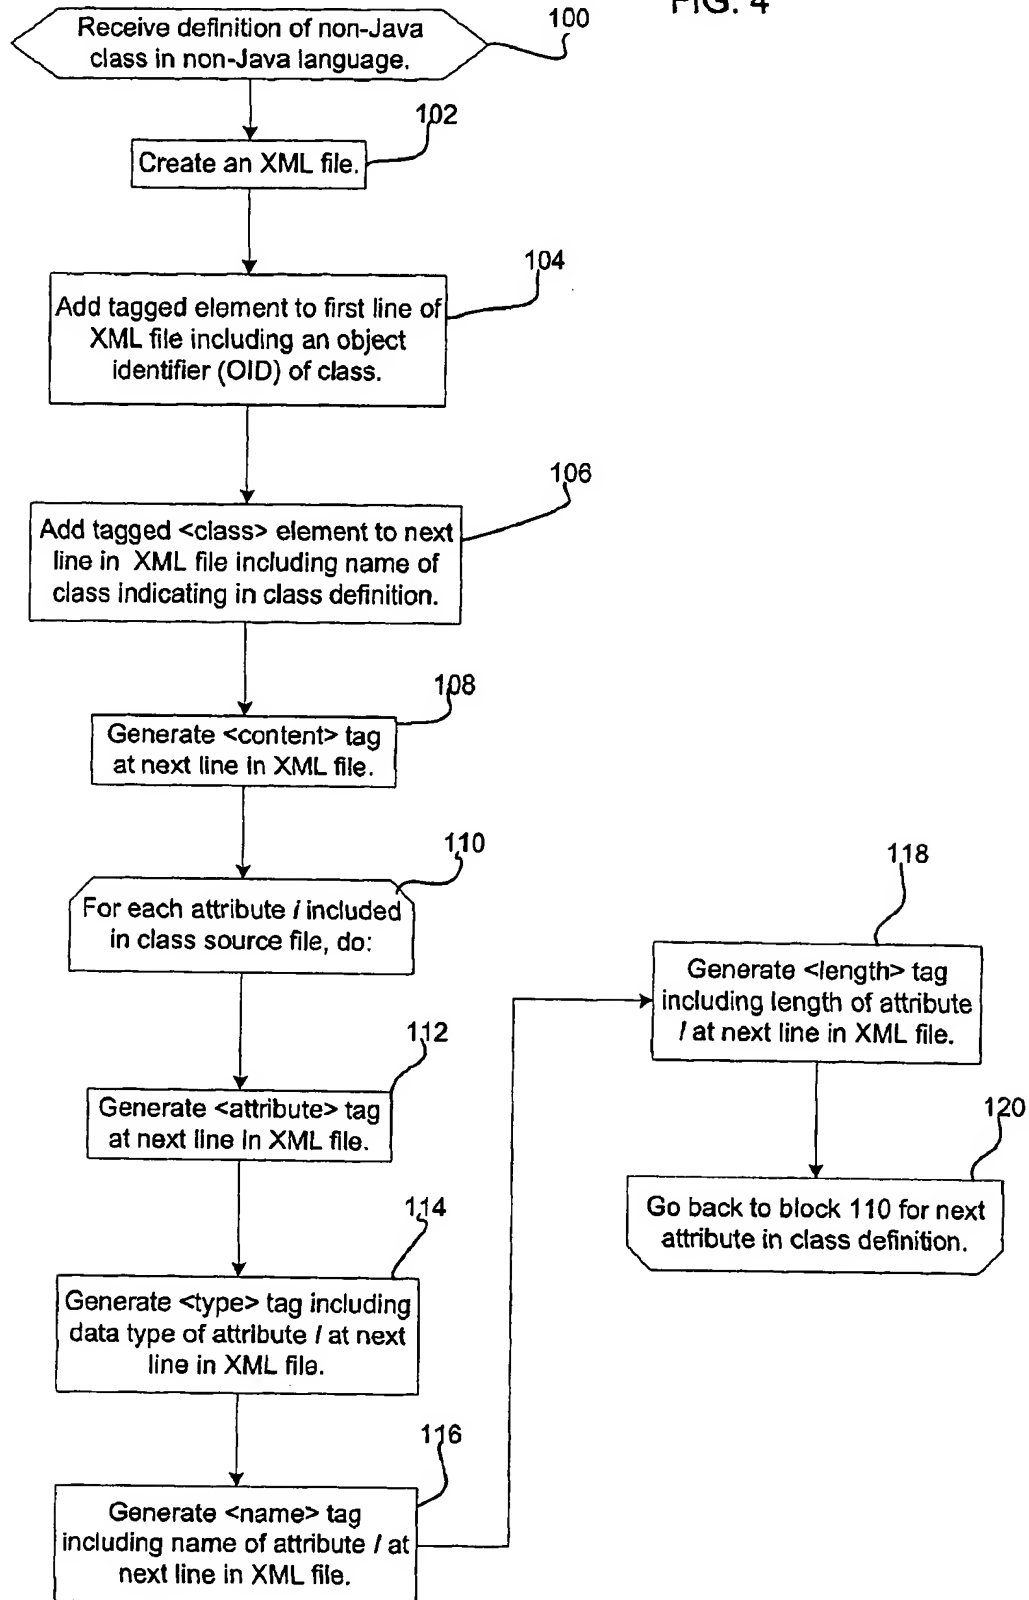 FIG. 4
100
Receive definition of non-Java
class in non-Java language.
102
Create an XML file.
104
Add tagged element to first line of
XML file including an object
identifier (OID) of class.
106
Add tagged <class> element to next
line in XML file including name of
class indicating in class definition.
108
Generate <content> tag
at next line in XML file.
110
For each attribute i included
in class source file, do:
112
Generate <attribute> tag
at next line in XML file.
114
Generate <type> tag including
data type of attribute I at next
line in XML file.
116
Generate <name> tag
including name of attribute I at
next line in XML file.
118
Generate <length> tag
including length of attribute
I at next line in XML file.
120
Go back to block 110 for next
attribute in class definition.